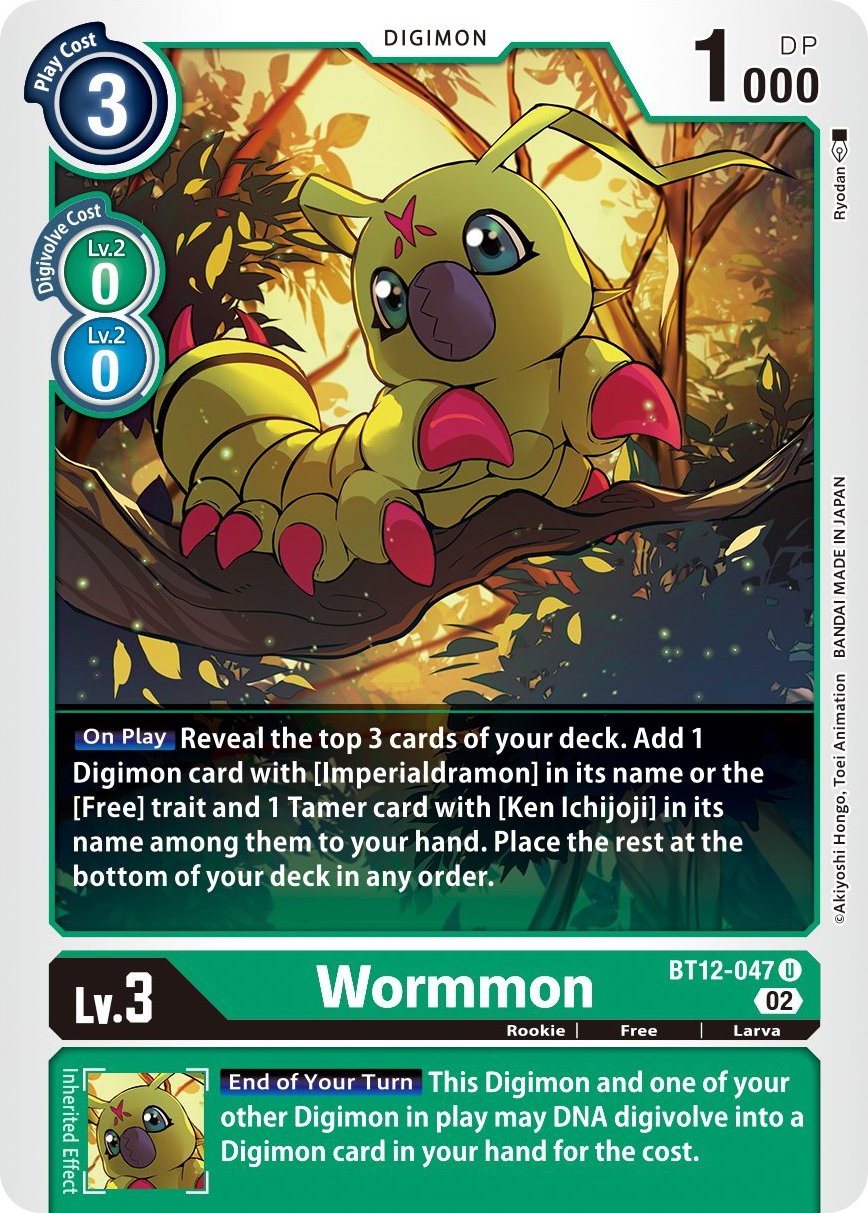 DIGIMON
Play Cost
3
DP
1000
Digivolve Cost
Lv.2
0
Lv.2
0
Ryodan
©Akiyoshi Hongo, Toei Animation BANDAI MADE IN JAPAN
On Play Reveal the top 3 cards of your deck. Add 1
Digimon card with [Imperialdramon] in its name or the
[Free] trait and 1 Tamer card with [Ken Ichijoji] in its
name among them to your hand. Place the rest at the
bottom of your deck in any order.
Lv.3
Wormmon
BT12-047 U
02
Rookie | Free | Larva
Inherited Effect
End of Your Turn This Digimon and one of your
other Digimon in play may DNA digivolve into a
Digimon card in your hand for the cost.